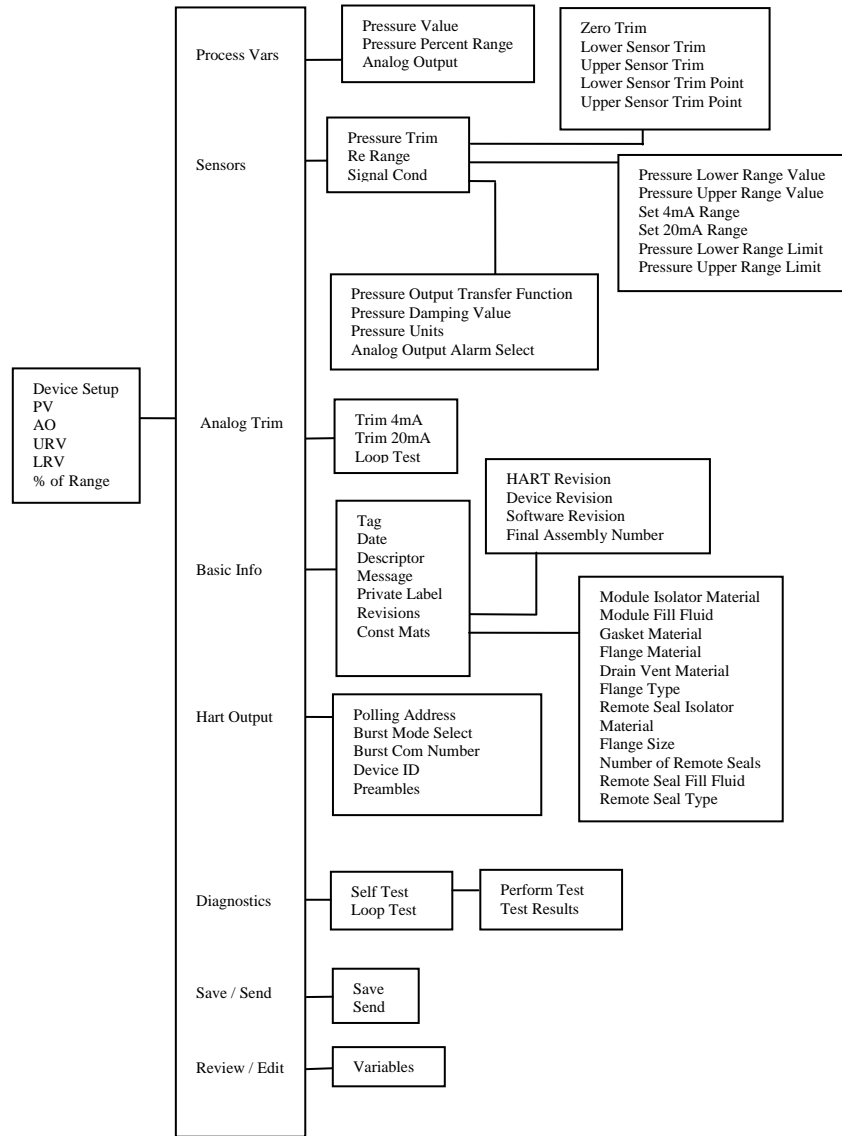 Device Setup
PV
AO
URV
LRV
% of Range
Process Vars
Pressure Value
Pressure Percent Range
Analog Output
Sensors
Pressure Trim
Re Range
Signal Cond
Zero Trim
Lower Sensor Trim
Upper Sensor Trim
Lower Sensor Trim Point
Upper Sensor Trim Point
Pressure Lower Range Value
Pressure Upper Range Value
Set 4mA Range
Set 20mA Range
Pressure Lower Range Limit
Pressure Upper Range Limit
Pressure Output Transfer Function
Pressure Damping Value
Pressure Units
Analog Output Alarm Select
Analog Trim
Trim 4mA
Trim 20mA
Loop Test
Basic Info
Tag
Date
Descriptor
Message
Private Label
Revisions
Const Mats
HART Revision
Device Revision
Software Revision
Final Assembly Number
Module Isolator Material
Module Fill Fluid
Gasket Material
Flange Material
Drain Vent Material
Flange Type
Remote Seal Isolator
Material
Flange Size
Number of Remote Seals
Remote Seal Fill Fluid
Remote Seal Type
Hart Output
Polling Address
Burst Mode Select
Burst Com Number
Device ID
Preambles
Diagnostics
Self Test
Loop Test
Perform Test
Test Results
Save / Send
Save
Send
Review / Edit
Variables